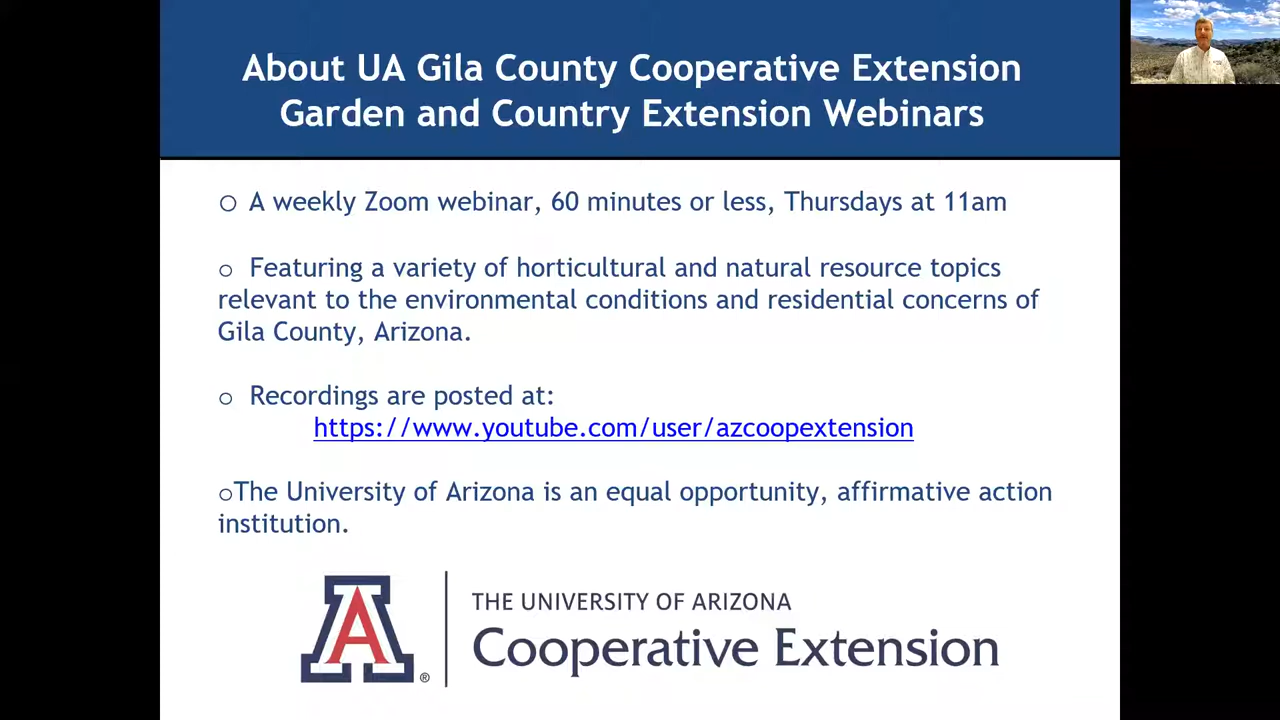 About UA Gila County Cooperative Extension
Garden and Country Extension Webinars
o A weekly Zoom webinar, 60 minutes or less, Thursdays at 11am
o Featuring a variety of horticultural and natural resource topics
relevant to the environmental conditions and residential concerns of
Gila County, Arizona.
o Recordings are posted at:
https://www.youtube.com/user/azcoopextension
oThe University of Arizona is an equal opportunity, affirmative action
institution.
A®
THE UNIVERSITY OF ARIZONA
Cooperative Extension